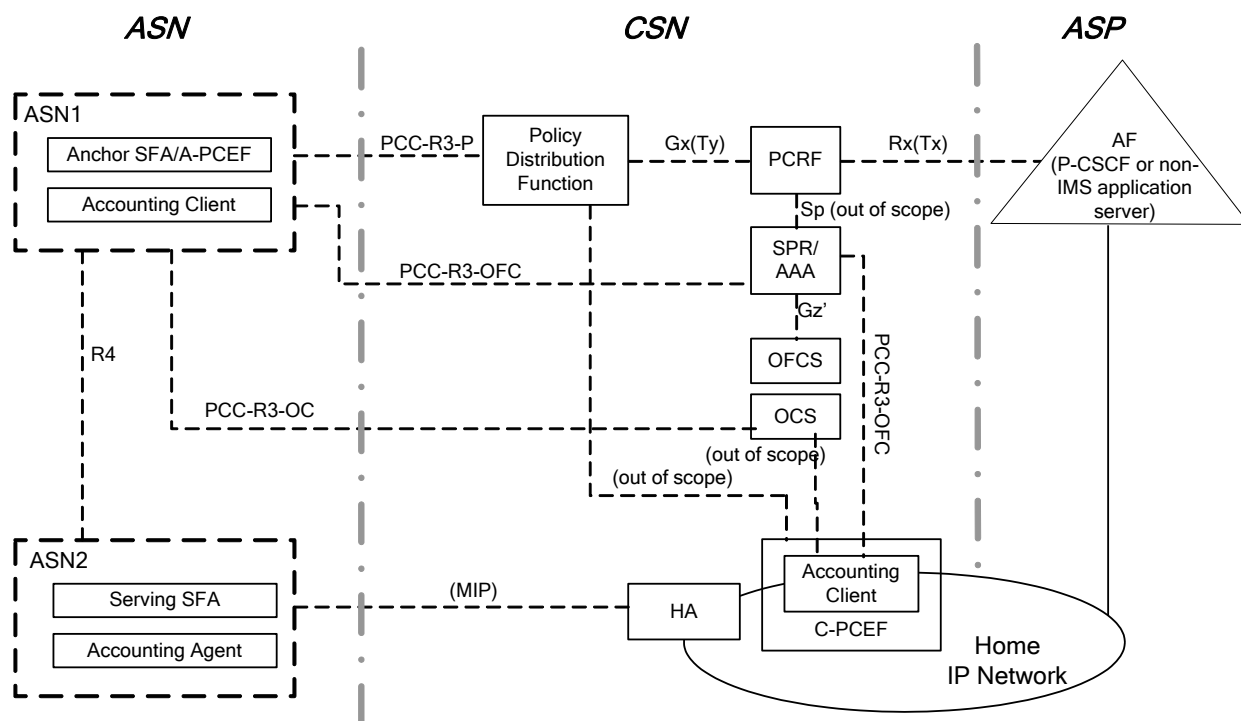 ASN
CSN
ASP
ASN1
Anchor SFA/A-PCEF
Accounting Client
PCC-R3-P
Policy
Distribution
Function
Gx(Ty)
PCRF
Rx(Tx)
AF
(P-CSCF or non-
IMS application
server)
Sp (out of scope)
SPR/
AAA
PCC-R3-OFC
Gz’
OFCS
PCC-R3-OFC
R4
PCC-R3-OC
OCS
(out of scope)
(out of scope)
ASN2
Serving SFA
Accounting Agent
(MIP)
HA
Accounting
Client
C-PCEF
Home
IP Network